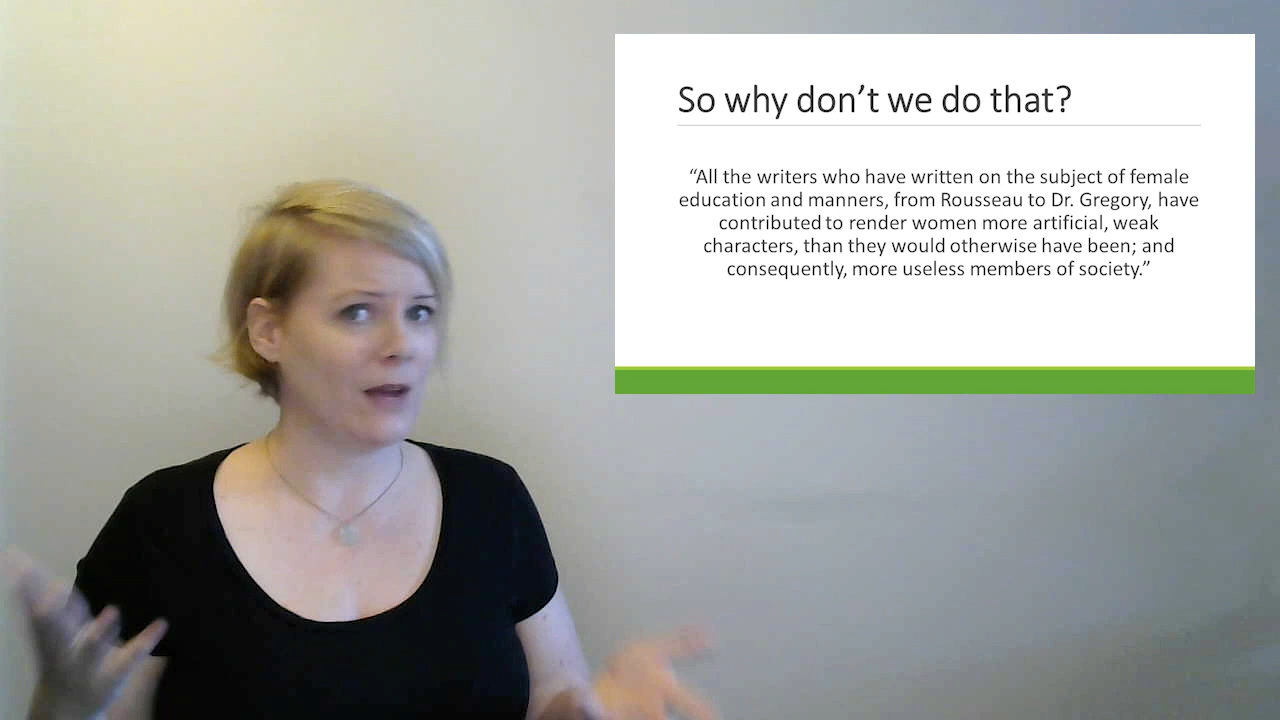 So why don’t we do that?
“All the writers who have written on the subject of female
education and manners, from Rousseau to Dr. Gregory, have
contributed to render women more artificial, weak
characters, than they would otherwise have been; and
consequently, more useless members of society.”